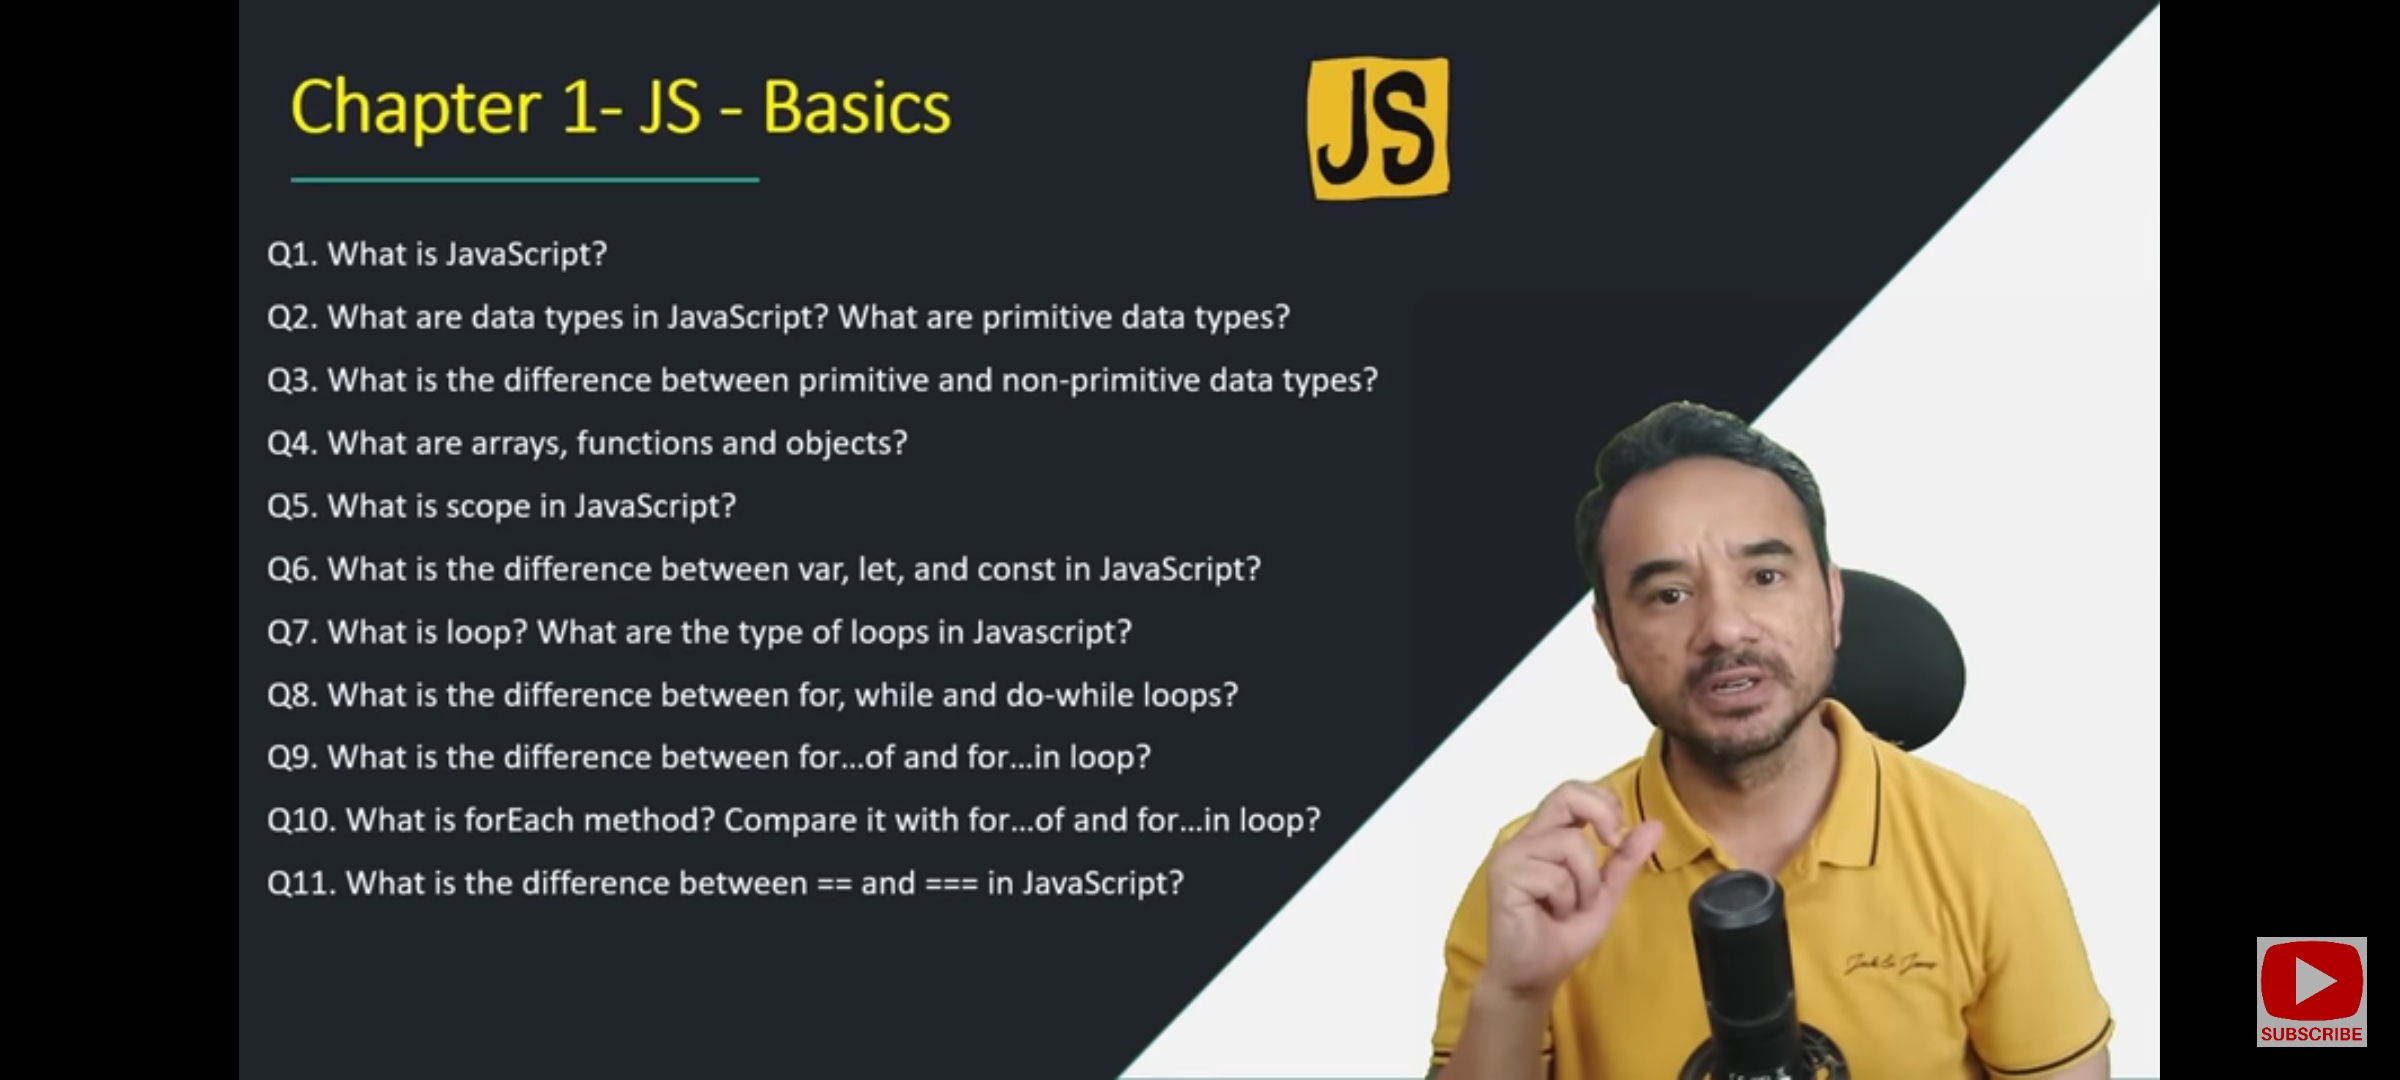 Chapter 1- JS - Basics
JS
Q1. What is JavaScript?
Q2. What are data types in JavaScript? What are primitive data types?
Q3. What is the difference between primitive and non-primitive data types?
Q4. What are arrays, functions and objects?
Q5. What is scope in JavaScript?
Q6. What is the difference between var, let, and const in JavaScript?
Q7. What is loop? What are the type of loops in Javascript?
Q8. What is the difference between for, while and do-while loops?
Q9. What is the difference between for...of and for...in loop?
Q10. What is forEach method? Compare it with for...of and for...in loop?
Q11. What is the difference between == and === in JavaScript?
Jack & Jones
SUBSCRIBE